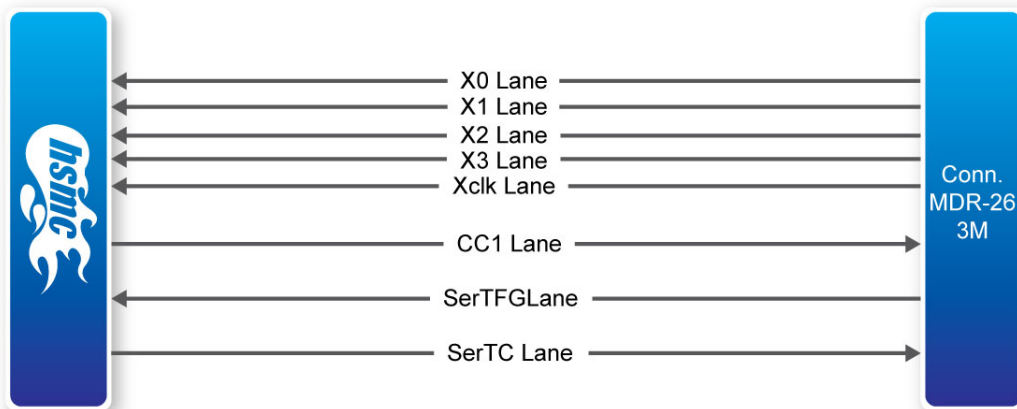 hsmc
X0 Lane
X1 Lane
X2 Lane
X3 Lane
Xclk Lane
CC1 Lane
SerTFGLane
SerTC Lane
Conn.
MDR-26
3M